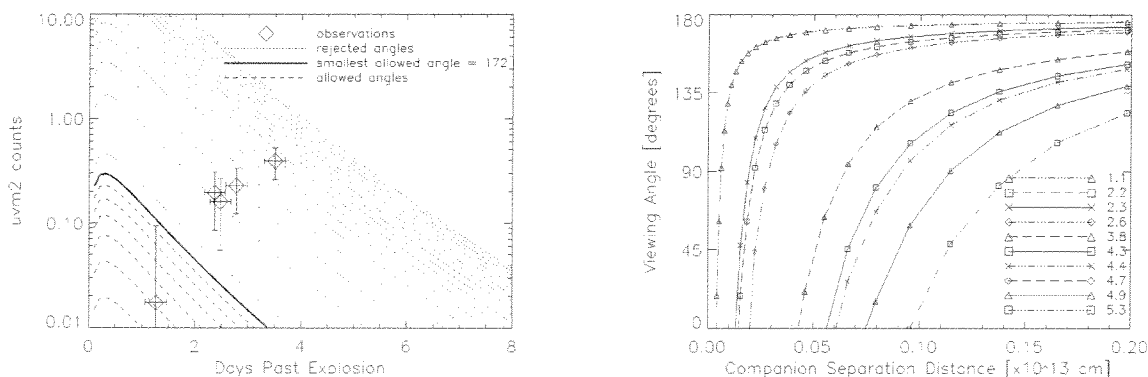 10.00
1.00
0.10
0.01
uvm2 counts
observations
rejected angles
smallest allowed angle = 172
allowed angles
0 2 4 6 8
Days Past Explosion
180
135
90
45
0
Viewing Angle [degrees]
1.1
2.2
2.3
2.6
3.8
4.3
4.4
4.7
4.9
5.3
0.00 0.05 0.10 0.15 0.20
Companion Separation Distance [x10^13 cm]